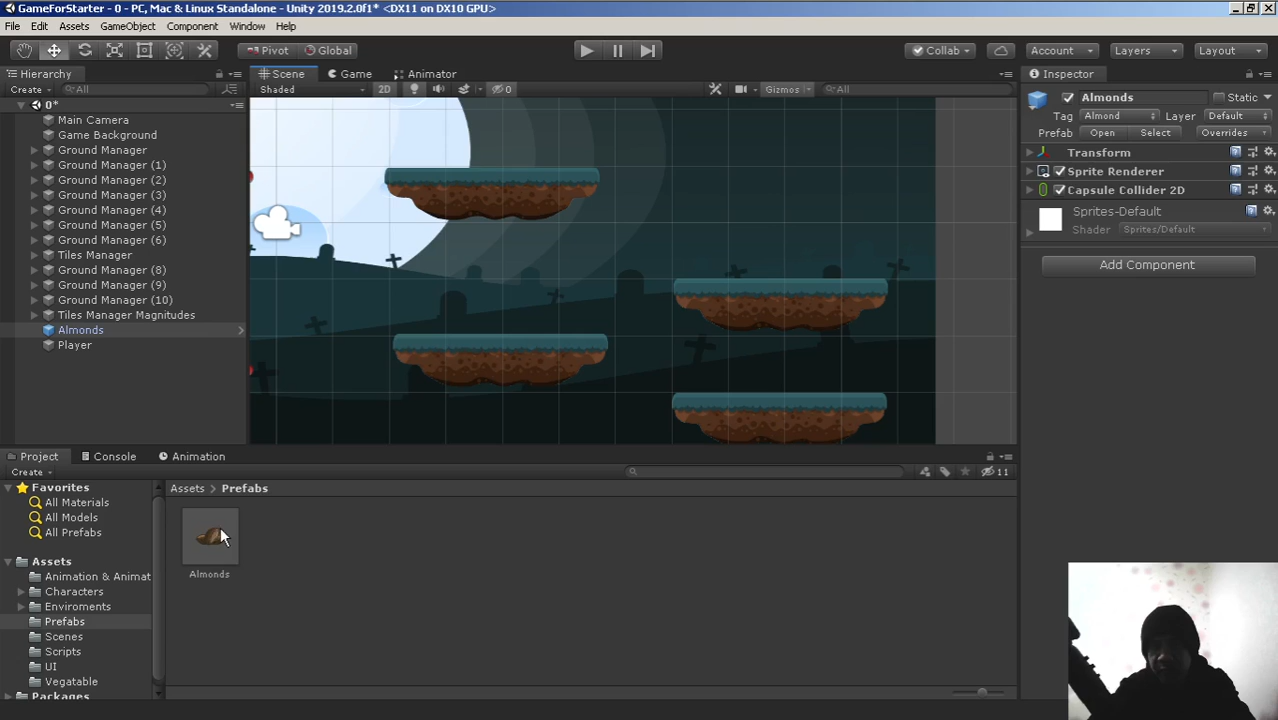 GameForStarter - 0 - PC, Mac & Linux Standalone - Unity 2019.2.0f1* <DX11 on DX10 GPU>
File Edit Assets GameObject Component Window Help
Pivot Global Collab Account Layers Layout
Hierarchy Scene Game Animator Inspector
Create All Shaded 2D 0 Gizmos All
0*
Main Camera
Game Background
Ground Manager
Ground Manager (1)
Ground Manager (2)
Ground Manager (3)
Ground Manager (4)
Ground Manager (5)
Ground Manager (6)
Tiles Manager
Ground Manager (8)
Ground Manager (9)
Ground Manager (10)
Tiles Manager Magnitudes
Almonds
Player
Almonds Static
Tag Almond Layer Default
Prefab Open Select Overrides
Transform
Sprite Renderer
Capsule Collider 2D
Sprites-Default
Shader Sprites/Default
Add Component
Project Console Animation
Create 11
Favorites
All Materials
All Models
All Prefabs
Assets
Animation & Animat
Characters
Enviroments
Prefabs
Scenes
Scripts
UI
Vegatable
Packages
Assets > Prefabs
Almonds